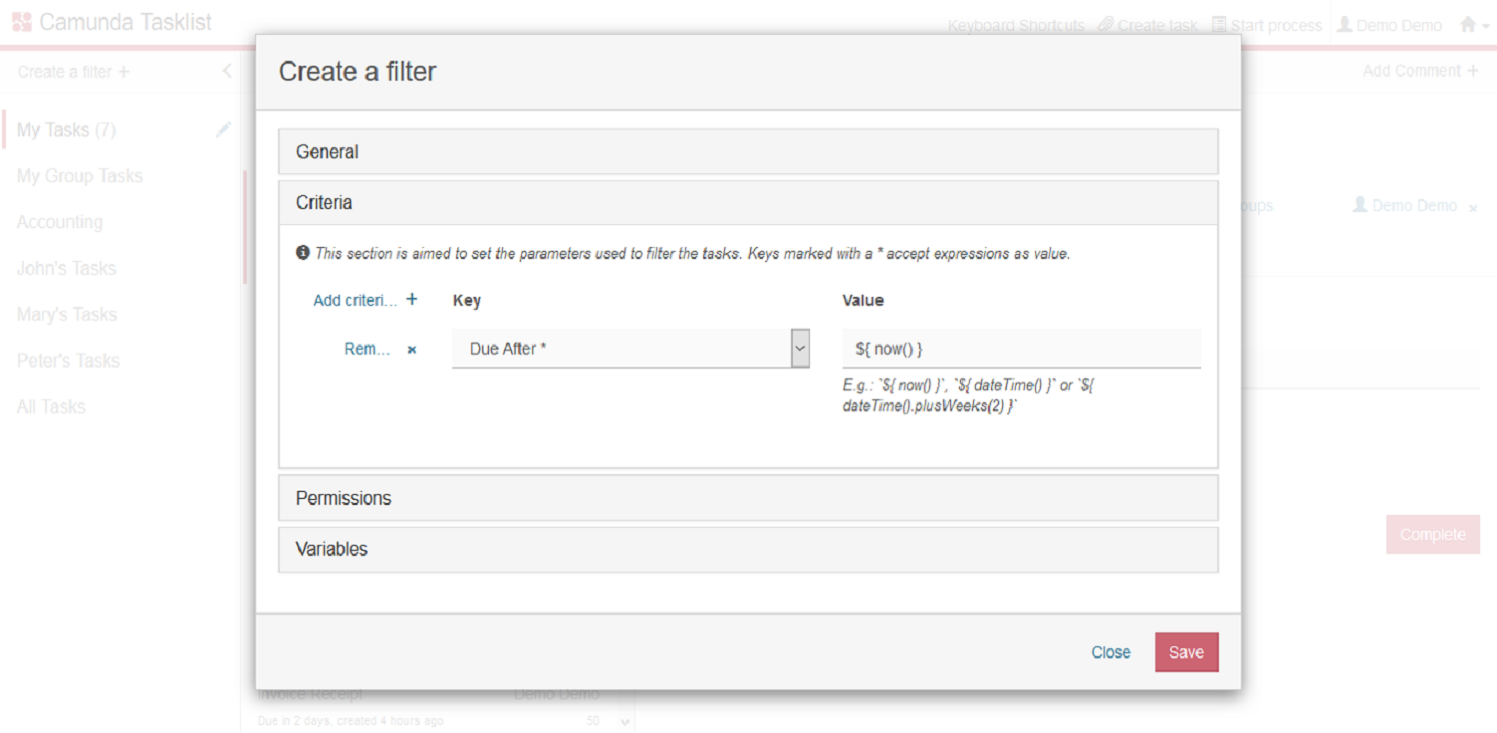 Camunda Tasklist
Keyboard Shortcuts Create task Start process Demo Demo
Create a filter +
Add Comment +
My Tasks (7)
My Group Tasks
Accounting
John's Tasks
Mary's Tasks
Peter's Tasks
All Tasks
Create a filter
General
Criteria
This section is aimed to set the parameters used to filter the tasks. Keys marked with a * accept expressions as value.
Add criteri... + Key Value
Rem... × Due After * ${ now() }
E.g.: `${ now() }`, `${ dateTime() }` or `${
dateTime().plusWeeks(2) }`
Permissions
Variables
Close Save
Demo Demo ×
Complete
Invoice Receipt Demo Demo
Due in 2 days, created 4 hours ago 50